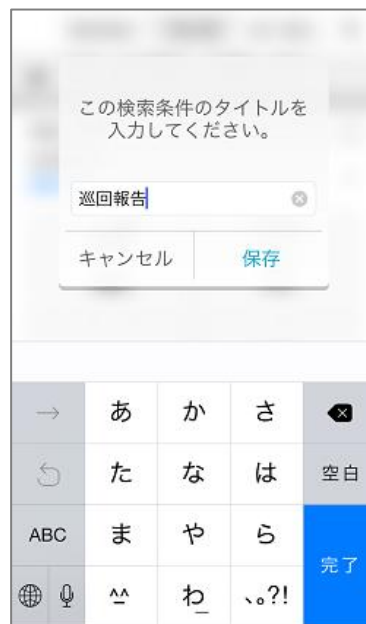 この検索条件のタイトルを
入力してください。
巡回報告
キャンセル 保存
→ あ か さ
た な は 空白
ABC ま や ら
完了
^^ わ_ 、。?!